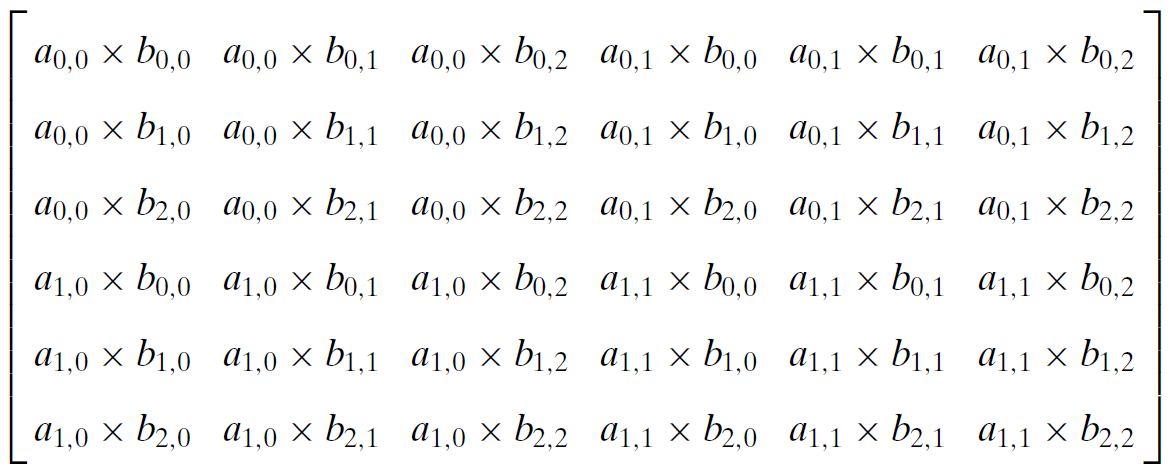 a0,0 × b0,0 a0,0 × b0,1 a0,0 × b0,2 a0,1 × b0,0 a0,1 × b0,1 a0,1 × b0,2
a0,0 × b1,0 a0,0 × b1,1 a0,0 × b1,2 a0,1 × b1,0 a0,1 × b1,1 a0,1 × b1,2
a0,0 × b2,0 a0,0 × b2,1 a0,0 × b2,2 a0,1 × b2,0 a0,1 × b2,1 a0,1 × b2,2
a1,0 × b0,0 a1,0 × b0,1 a1,0 × b0,2 a1,1 × b0,0 a1,1 × b0,1 a1,1 × b0,2
a1,0 × b1,0 a1,0 × b1,1 a1,0 × b1,2 a1,1 × b1,0 a1,1 × b1,1 a1,1 × b1,2
a1,0 × b2,0 a1,0 × b2,1 a1,0 × b2,2 a1,1 × b2,0 a1,1 × b2,1 a1,1 × b2,2